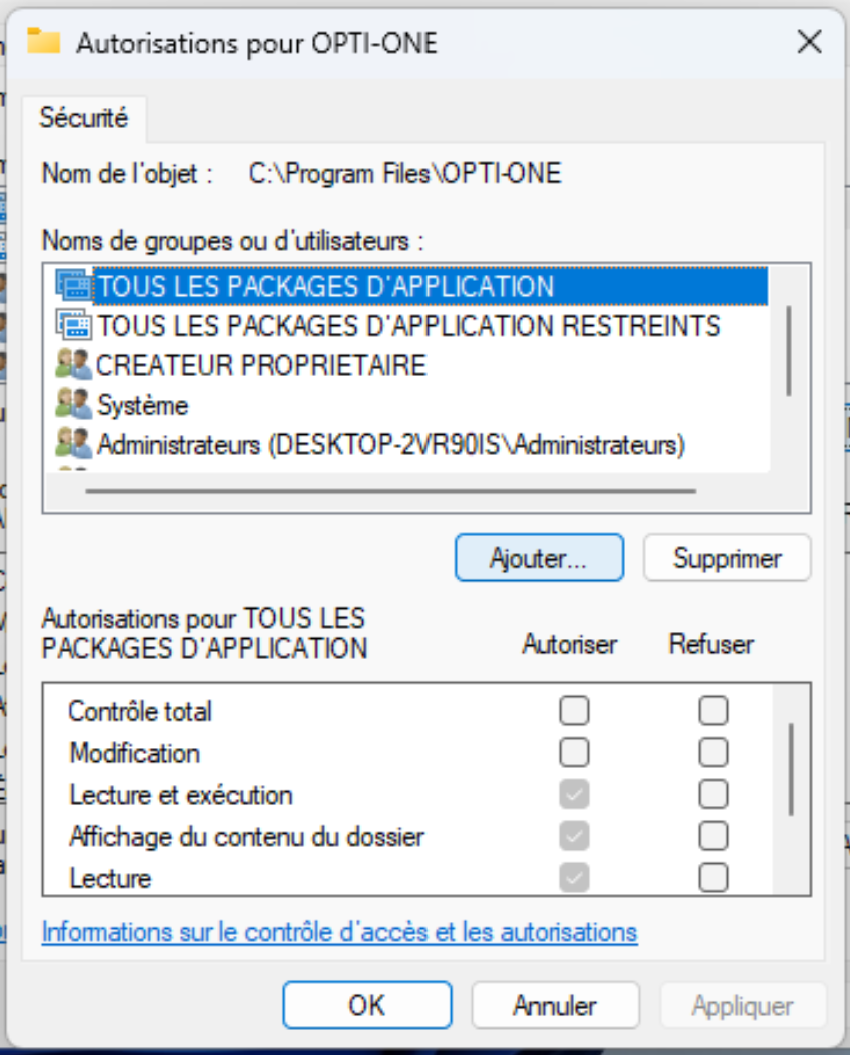 Autorisations pour OPTI-ONE
Sécurité
Nom de l'objet : C:\Program Files\OPTI-ONE
Noms de groupes ou d'utilisateurs :
TOUS LES PACKAGES D'APPLICATION
TOUS LES PACKAGES D'APPLICATION RESTREINTS
CREATEUR PROPRIETAIRE
Système
Administrateurs (DESKTOP-2VR90IS\Administrateurs)
Ajouter... Supprimer
Autorisations pour TOUS LES
PACKAGES D'APPLICATION Autoriser Refuser
Contrôle total
Modification
Lecture et exécution
Affichage du contenu du dossier
Lecture
Informations sur le contrôle d'accès et les autorisations
OK Annuler Appliquer